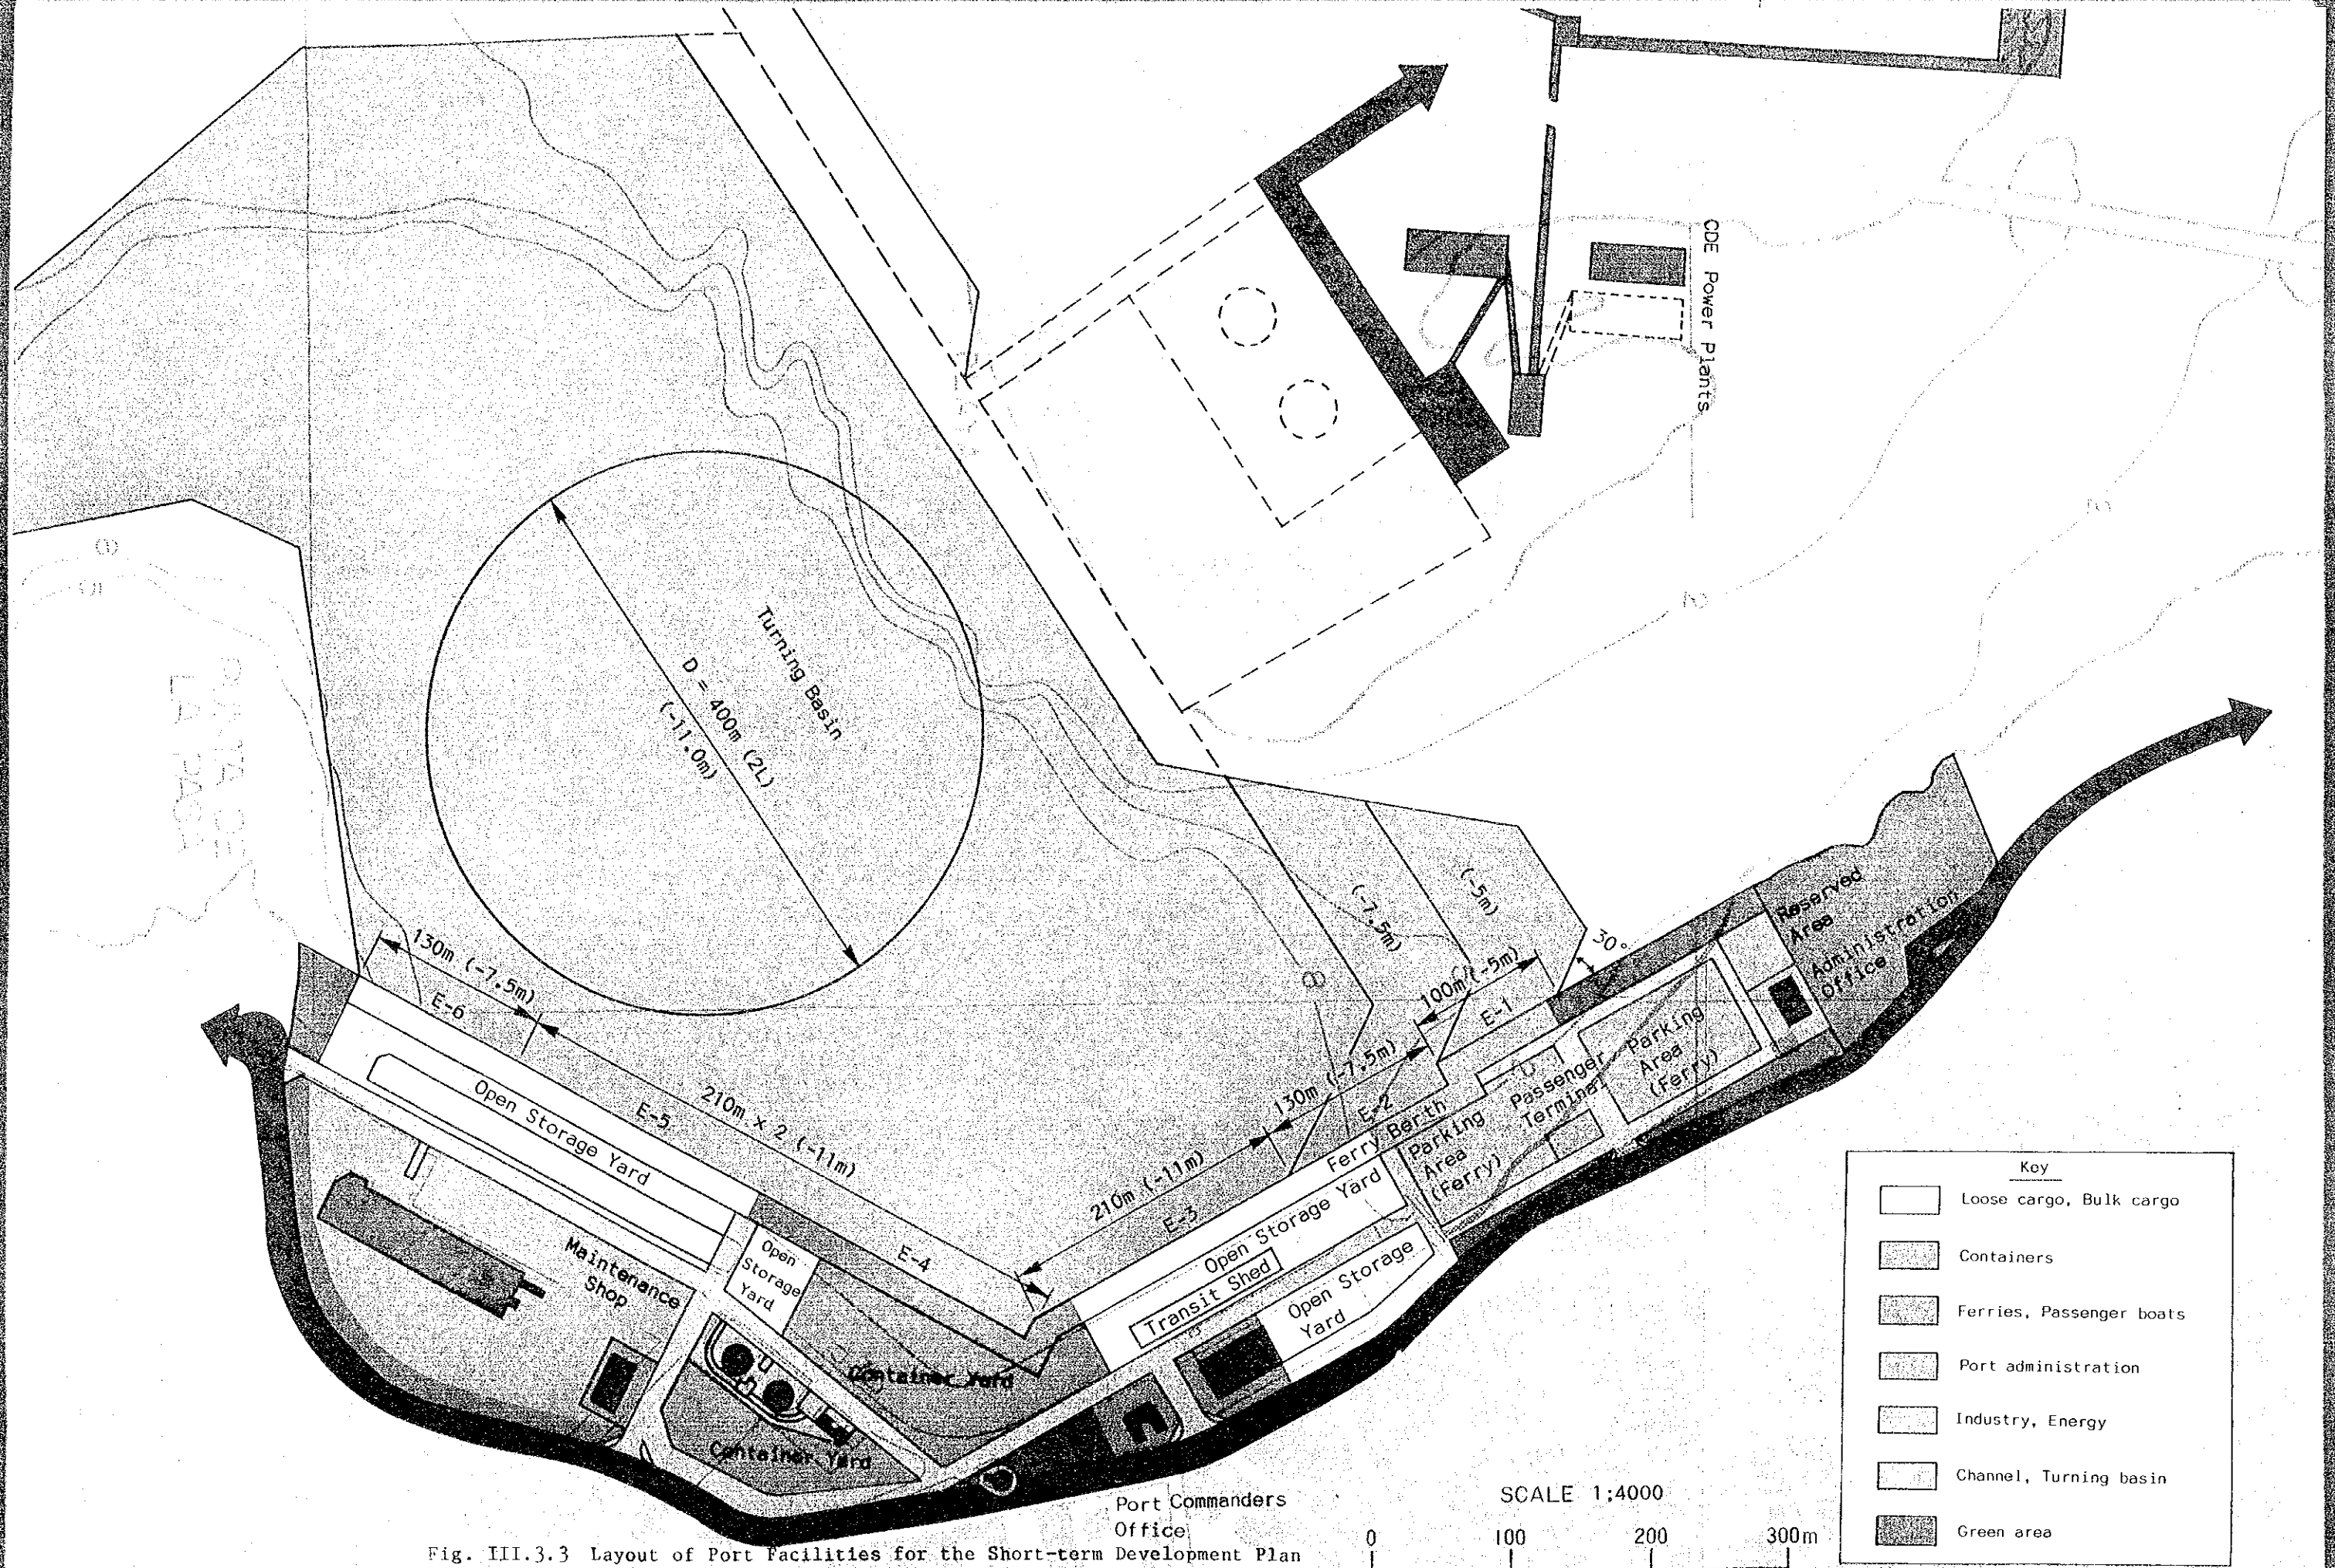 CDE Power Plants
Turning Basin
D = 400m (2L)
(-11.0m)
(-7.5m)
(-5m)
30°
Reserved
Area
Administration
Office
130m (-7.5m)
E-6
100m (-5m)
E-1
Parking
Area
(Ferry)
Passenger
Terminal
130m (-7.5m)
E-2
Ferry Berth
Parking
Area
(Ferry)
210m x 2 (-11m)
E-5
Open Storage Yard
210m (-11m)
E-3
Open Storage Yard
Transit Shed
Open Storage
Yard
E-4
Open
Storage
Yard
Maintenance
Shop
Container Yard
Container Yard
Port Commanders
Office
SCALE 1:4000
0 100 200 300m
Key
Loose cargo, Bulk cargo
Containers
Ferries, Passenger boats
Port administration
Industry, Energy
Channel, Turning basin
Green area
Fig. III.3.3 Layout of Port Facilities for the Short-term Development Plan